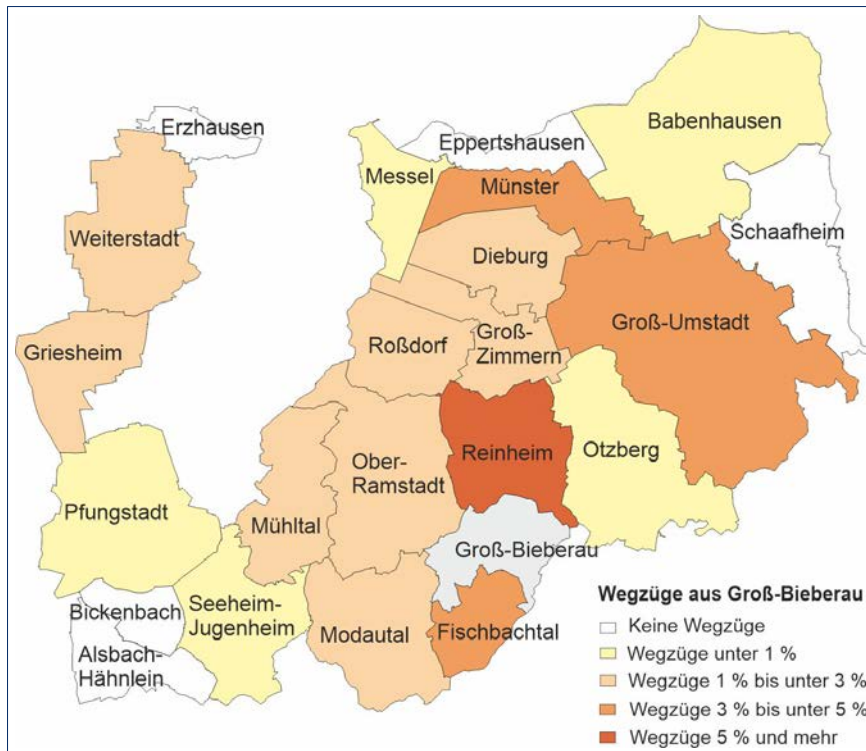 Erzhausen
Babenhausen
Eppertshausen
Messel
Münster
Schaafheim
Weiterstadt
Dieburg
Groß-Umstadt
Griesheim
Roßdorf
Groß-
Zimmern
Reinheim
Otzberg
Ober-
Ramstadt
Pfungstadt
Mühltal
Groß-Bieberau
Bickenbach
Seeheim-
Jugenheim
Modautal
Fischbachtal
Alsbach-
Hähnlein
Wegzüge aus Groß-Bieberau
Keine Wegzüge
Wegzüge unter 1 %
Wegzüge 1 % bis unter 3 %
Wegzüge 3 % bis unter 5 %
Wegzüge 5 % und mehr